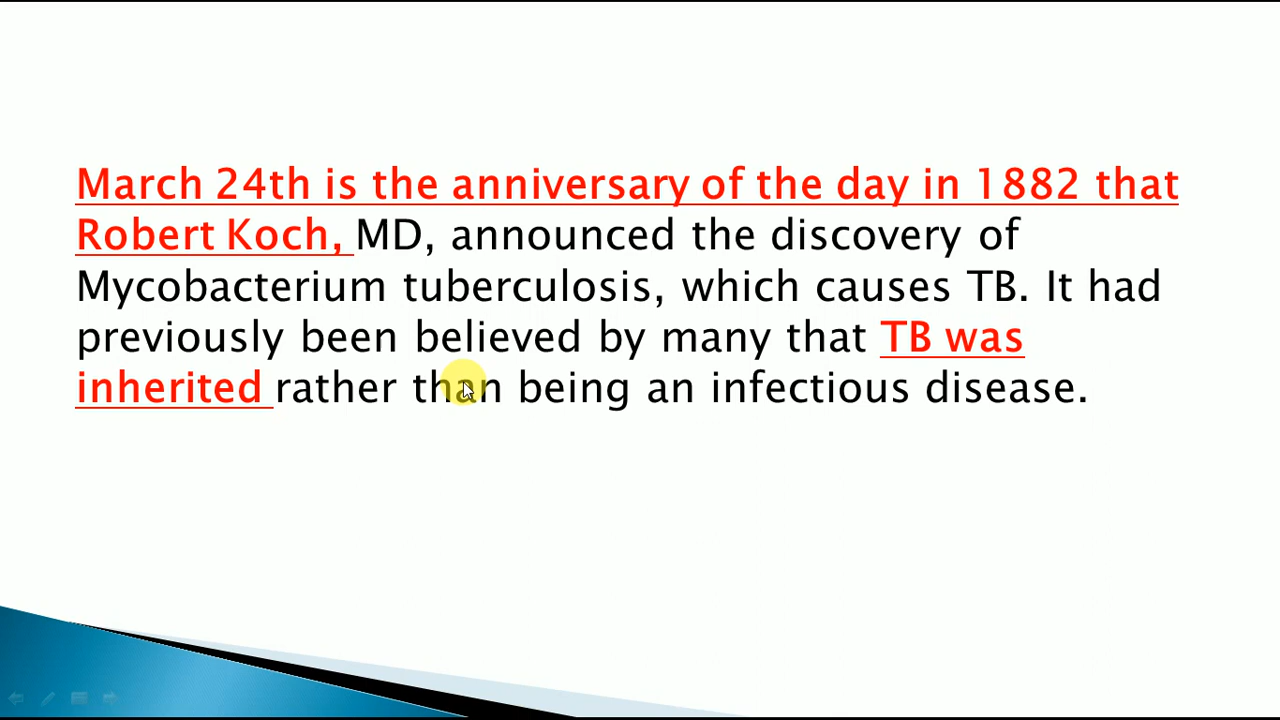 March 24th is the anniversary of the day in 1882 that
Robert Koch, MD, announced the discovery of
Mycobacterium tuberculosis, which causes TB. It had
previously been believed by many that TB was
inherited rather than being an infectious disease.